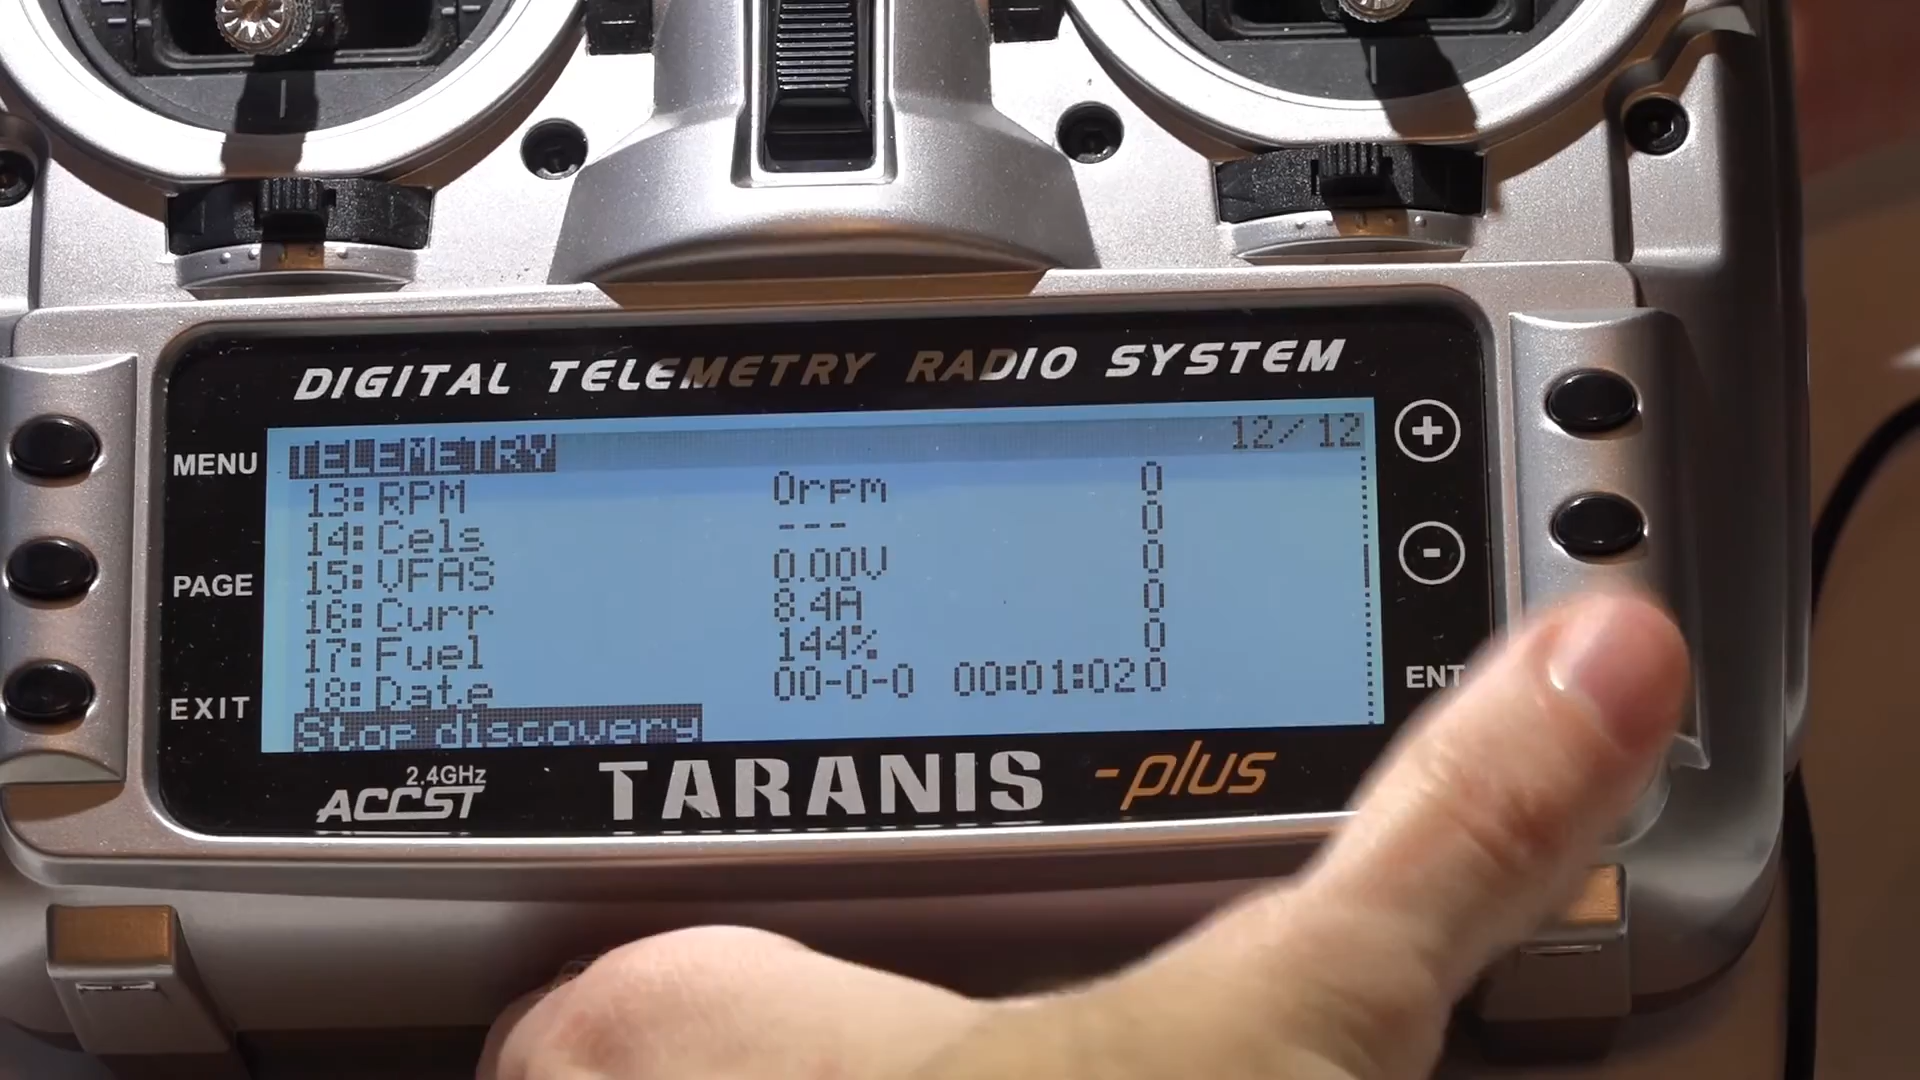 DIGITAL TELEMETRY RADIO SYSTEM
MENU
PAGE
EXIT
TELEMETRY 12/12
13:RPM 0rpm 0
14:Cels --- 0
15:VFAS 0.00V 0
16:Curr 8.4A 0
17:Fuel 144% 0
18:Date 00-0-0 00:01:02 0
Stop discovery
+
-
ENT
2.4GHz
ACCST
TARANIS -plus